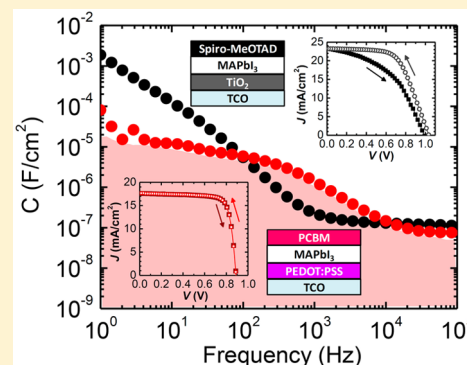 C (F/cm²)
10⁻²
10⁻³
10⁻⁴
10⁻⁵
10⁻⁶
10⁻⁷
10⁻⁸
10⁻⁹
Spiro-MeOTAD
MAPbI₃
TiO₂
TCO
J (mA/cm²)
25
20
15
10
5
0
0.0 0.2 0.4 0.6 0.8 1.0
V (V)
J (mA/cm²)
20
15
10
5
0
0.0 0.2 0.4 0.6 0.8 1.0
V (V)
PCBM
MAPbI₃
PEDOT:PSS
TCO
10⁰ 10¹ 10² 10³ 10⁴ 10⁵
Frequency (Hz)